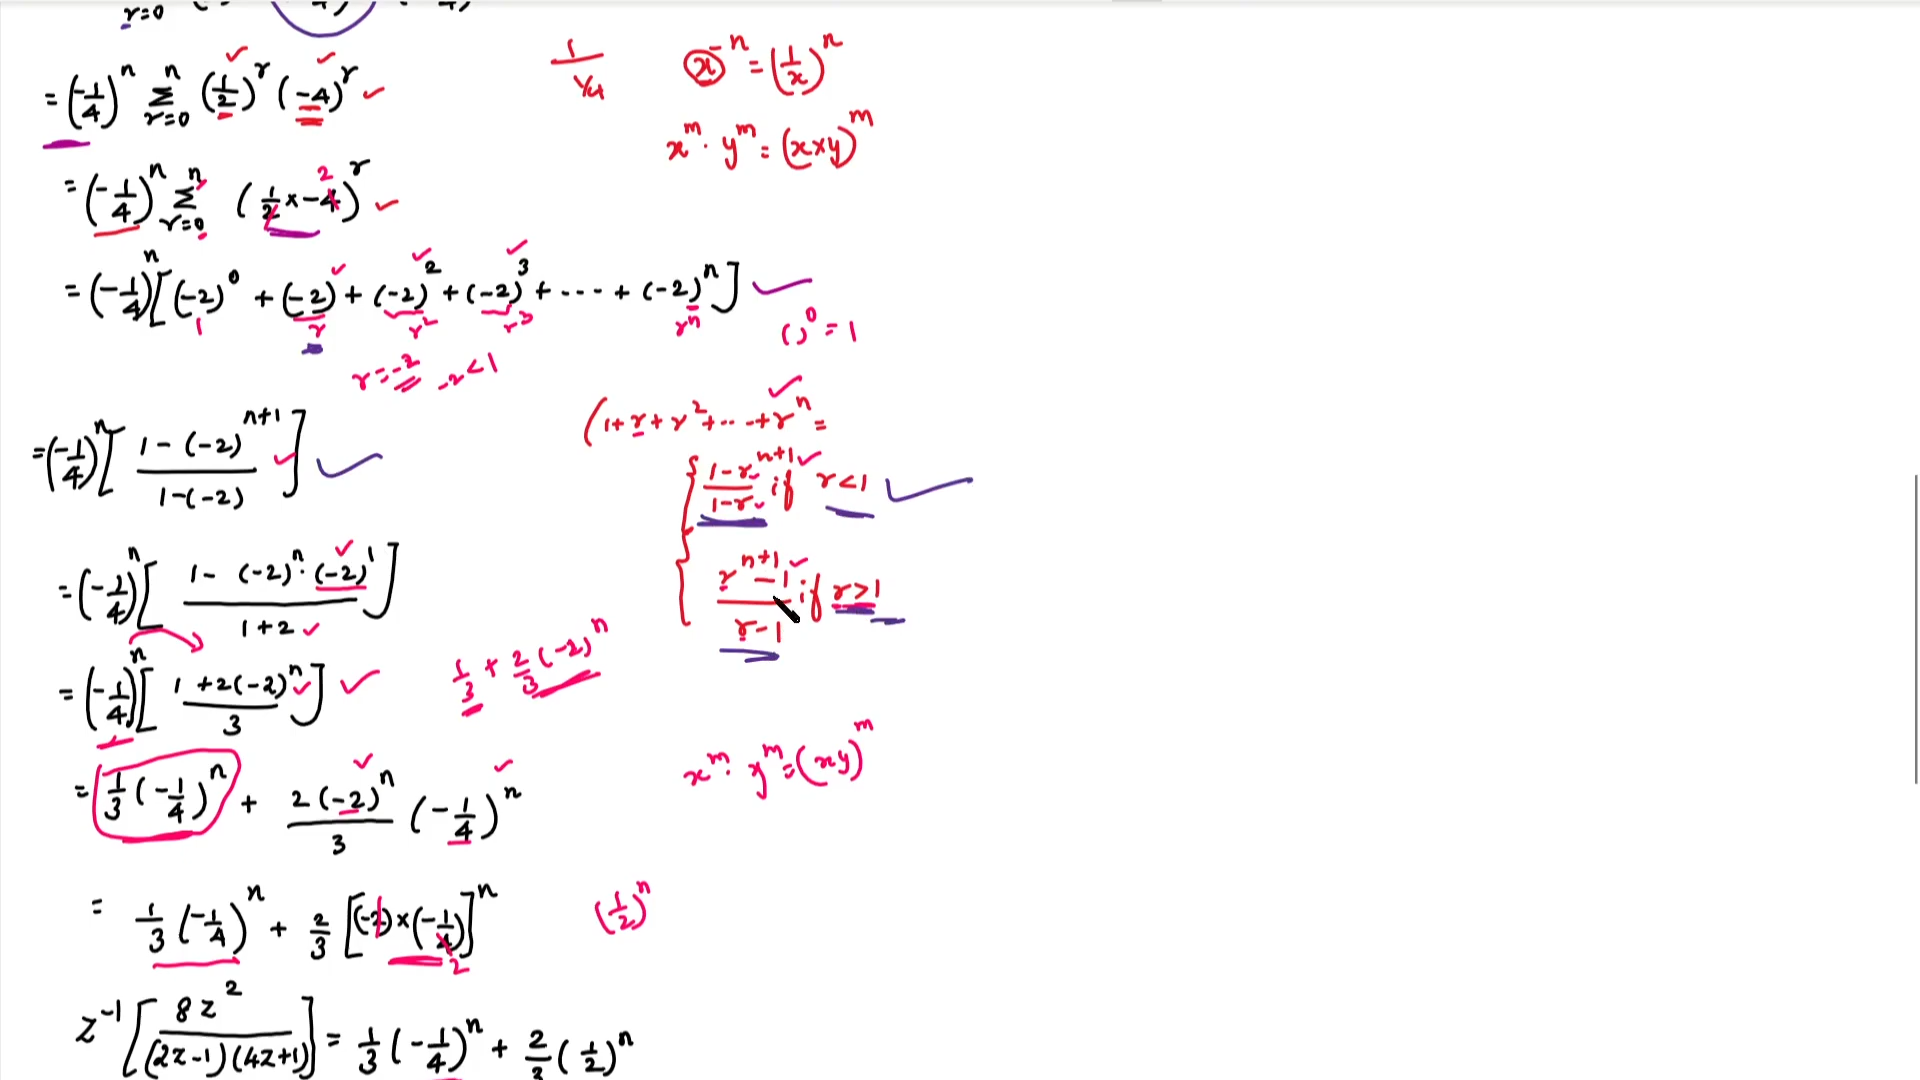 r=0
= (-1/4)^n Σ_{r=0}^{n} (1/2)^r (-4)^r
1/(1/4)
x^{-n} = (1/x)^n
x^m · y^m = (x×y)^m
= (-1/4)^n Σ_{r=0}^{n} (1/2 × -4)^r
2
= (-1/4)^n [(-2)^0 + (-2) + (-2)^2 + (-2)^3 + .... + (-2)^n]
1 r r^2 r^3 r^n
( )^0 = 1
r = -2 -2 < 1
(1+r+r^2+...+r^n =
= (-1/4)^n [ (1-(-2)^{n+1}) / (1-(-2)) ]
{ (1-r^{n+1})/(1-r) if r<1
(r^{n+1}-1)/(r-1) if r>1
= (-1/4)^n [ (1-(-2)^n·(-2)^1) / (1+2) ]
= (-1/4)^n [ (1+2(-2)^n) / 3 ]
1/3 + 2/3 (-2)^n
= 1/3 (-1/4)^n + 2(-2)^n/3 (-1/4)^n
x^m · y^m = (xy)^m
= 1/3 (-1/4)^n + 2/3 [(-2)×(-1/4)]^n
2
(1/2)^n
z^{-1} [ 8z^2 / ((2z-1)(4z+1)) ] = 1/3 (-1/4)^n + 2/3 (1/2)^n